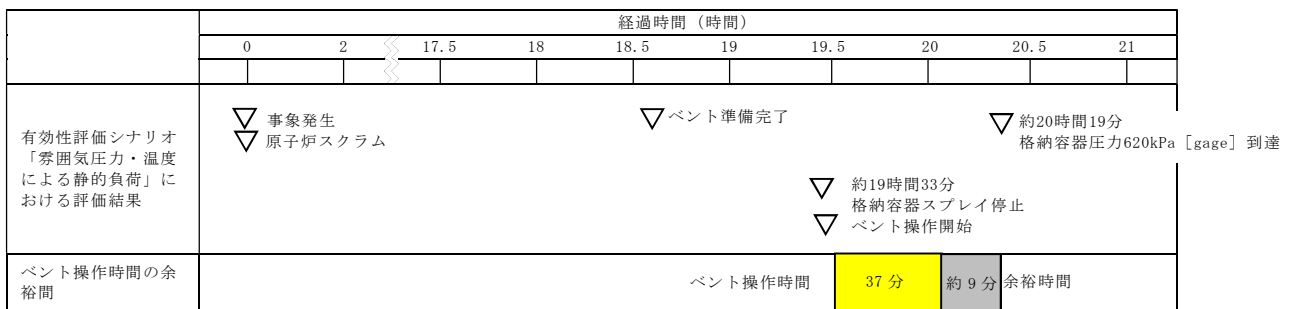 経過時間（時間）
0 2 17.5 18 18.5 19 19.5 20 20.5 21
有効性評価シナリオ
「雰囲気圧力・温度
による静的負荷」に
おける評価結果
事象発生
原子炉スクラム
ベント準備完了
約20時間19分
格納容器圧力620kPa［gage］到達
約19時間33分
格納容器スプレイ停止
ベント操作開始
ベント操作時間の余
裕間
ベント操作時間
37 分
約 9 分
余裕時間